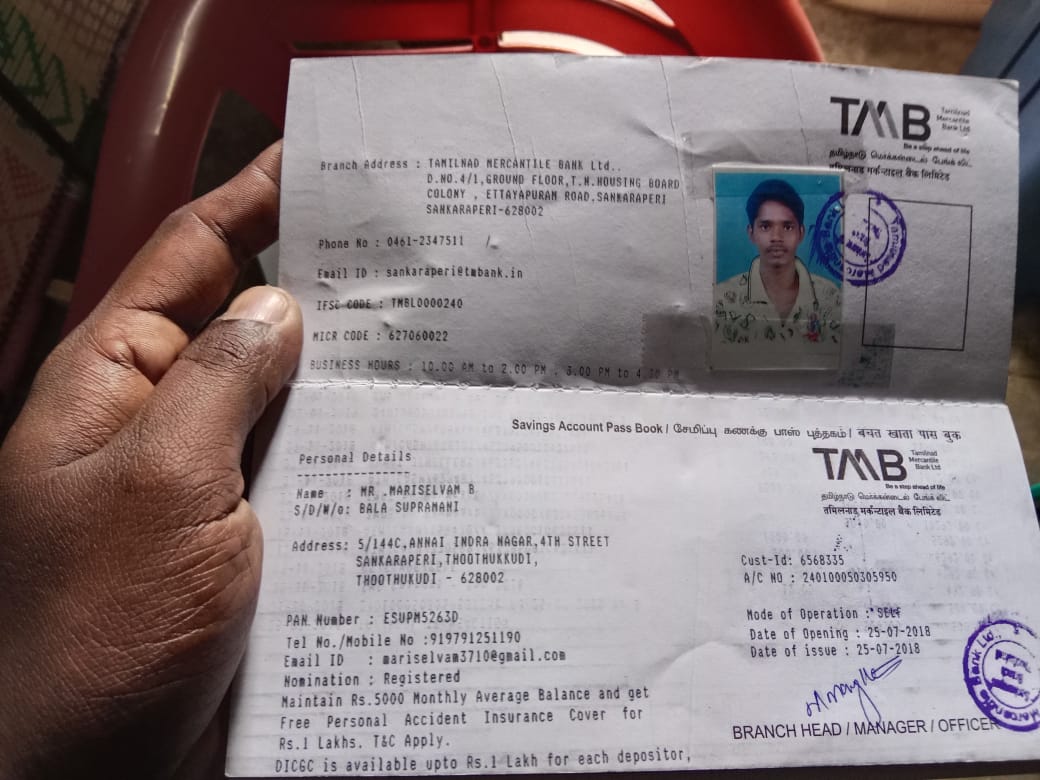 TMB Tamilnad Mercantile Bank Ltd
Be a step ahead of life
தமிழ்நாடு மெர்க்கன்டைல் பேங்க் லிட்.
तमिलनाड मर्कन्टाइल बैंक लिमिटेड
Branch Address : TAMILNAD MERCANTILE BANK Ltd..
D.NO.4/1,GROUND FLOOR,T.N.HOUSING BOARD
COLONY , ETTAYAPURAM ROAD,SANKARAPERI
SANKARAPERI-628002
Phone No : 0461-2347511 /
Email ID : sankaraperi@tmbank.in
IFSC CODE : TMBL0000240
MICR CODE : 627060022
BUSINESS HOURS : 10.00 AM to 2.00 PM . 3.00 PM to PM
Savings Account Pass Book / சேமிப்பு கணக்கு பாஸ் புத்தகம் / बचत खाता पास बुक
TMB Tamilnad Mercantile Bank Ltd
Be a step ahead of life
தமிழ்நாடு மெர்க்கன்டைல் பேங்க் லிட்.
तमिलनाड मर्कन्टाइल बैंक लिमिटेड
Personal Details
Name : MR .MARISELVAM B
S/D/W/o: BALA SUPRAMANI
Address: 5/144C,ANNAI INDRA NAGAR,4TH STREET
SANKARAPERI,THOOTHUKKUDI,
THOOTHUKUDI - 628002
Cust-Id: 6568335
A/C NO : 240100050305950
PAN Number : ESUPM5263D
Tel No./Mobile No :919791251190
Email ID : mariselvam3710@gmail.com
Nomination : Registered
Mode of Operation : SELF
Date of Opening : 25-07-2018
Date of issue : 25-07-2018
Maintain Rs.5000 Monthly Average Balance and get
Free Personal Accident Insurance Cover for
Rs.1 Lakhs. T&C Apply.
DICGC is available upto Rs.1 Lakh for each depositor,
BRANCH HEAD / MANAGER / OFFICER